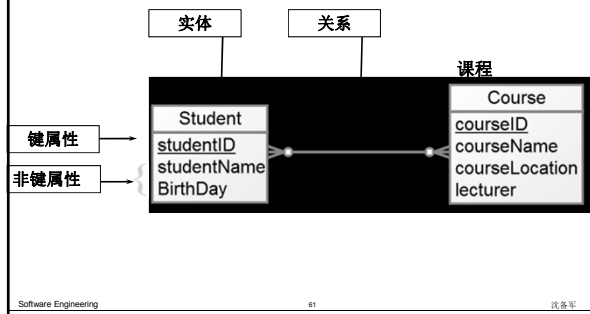 实体
关系
课程
Student
studentID
studentName
BirthDay
Course
courseID
courseName
courseLocation
lecturer
键属性
非键属性
Software Engineering
61
沈备军